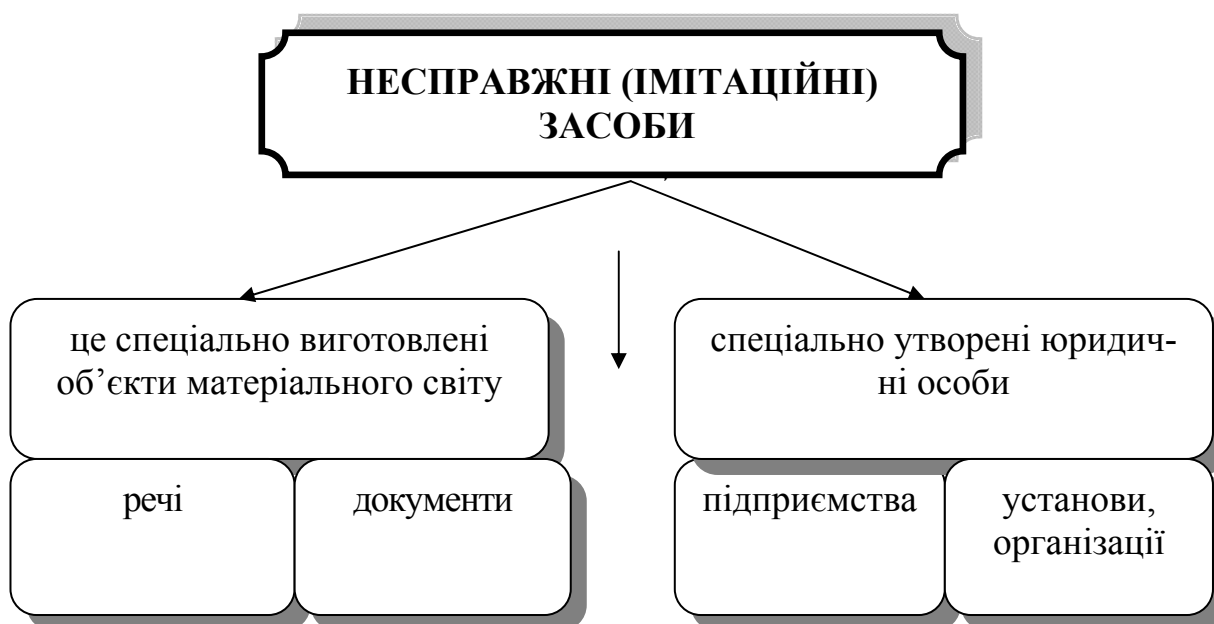 НЕСПРАВЖНІ (ІМІТАЦІЙНІ)
ЗАСОБИ
це спеціально виготовлені
об’єкти матеріального світу
спеціально утворені юридич-
ні особи
речі
документи
підприємства
установи,
організації